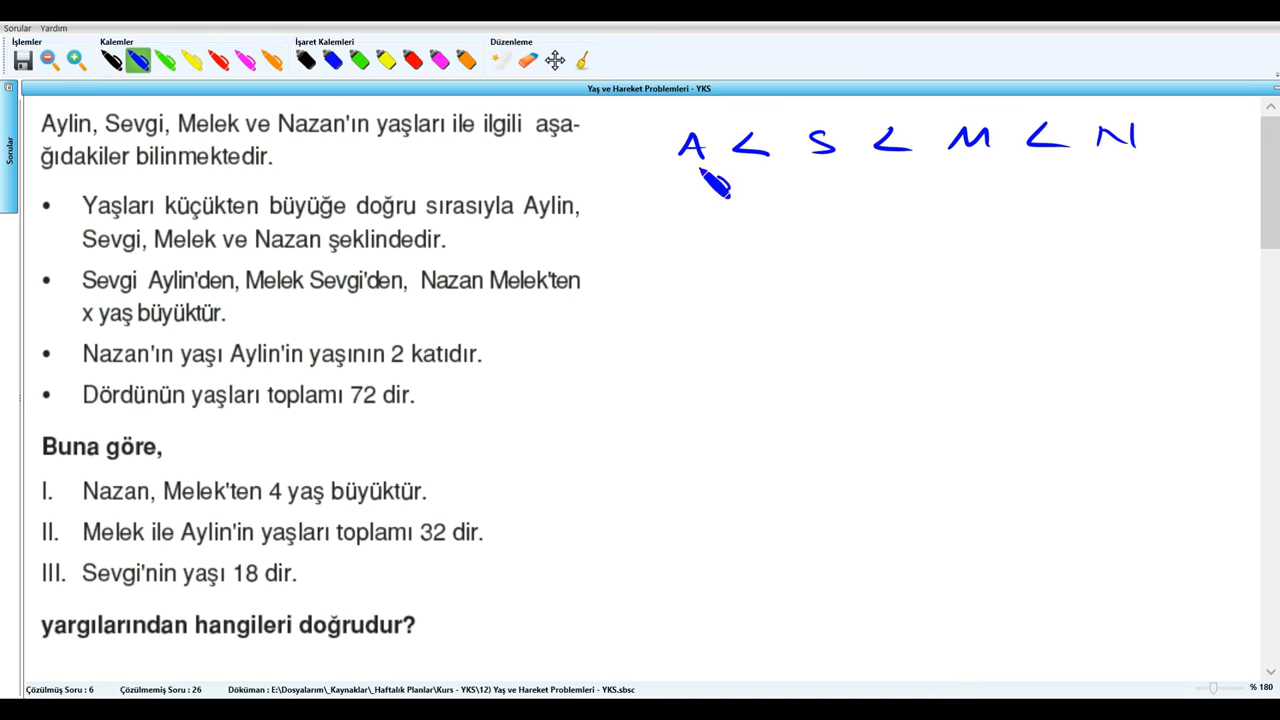 Sorular Yardım
İşlemler Kalemler İşaret Kalemleri Düzenleme
Yaş ve Hareket Problemleri - YKS
Sorular
Aylin, Sevgi, Melek ve Nazan'ın yaşları ile ilgili aşa-
ğıdakiler bilinmektedir.
A < S < M < N
• Yaşları küçükten büyüğe doğru sırasıyla Aylin,
Sevgi, Melek ve Nazan şeklindedir.
• Sevgi Aylin'den, Melek Sevgi'den, Nazan Melek'ten
x yaş büyüktür.
• Nazan'ın yaşı Aylin'in yaşının 2 katıdır.
• Dördünün yaşları toplamı 72 dir.
Buna göre,
I. Nazan, Melek'ten 4 yaş büyüktür.
II. Melek ile Aylin'in yaşları toplamı 32 dir.
III. Sevgi'nin yaşı 18 dir.
yargılarından hangileri doğrudur?
Çözülmüş Soru : 6 Çözülmemiş Soru : 26 Döküman : E:\Dosyalarım\_Kaynaklar\_Haftalık Planlar\Kurs - YKS\12) Yaş ve Hareket Problemleri - YKS.sbsc % 180